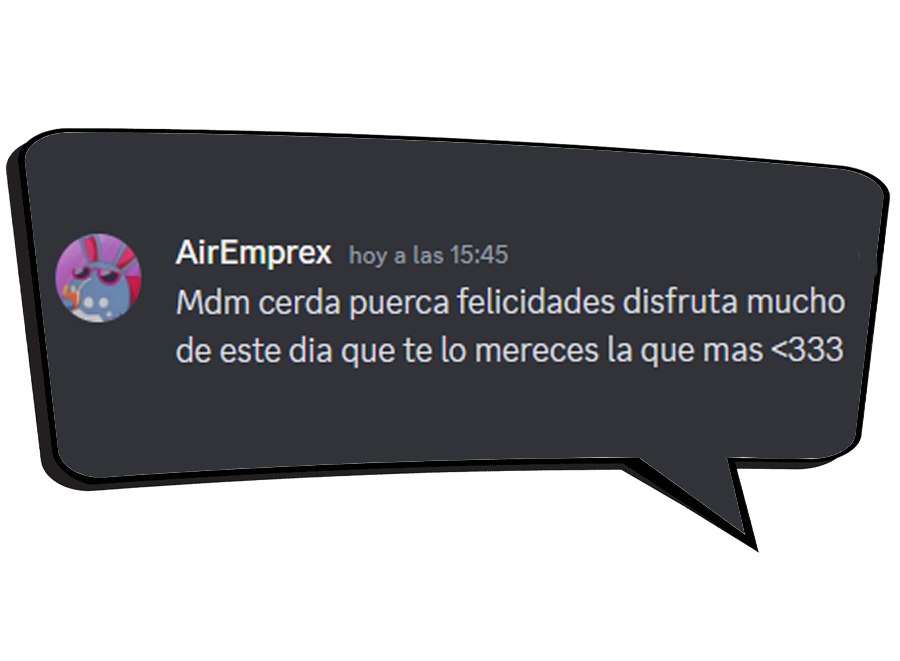 AirEmprex hoy a las 15:45
Mdm cerda puerca felicidades disfruta mucho
de este dia que te lo mereces la que mas <333